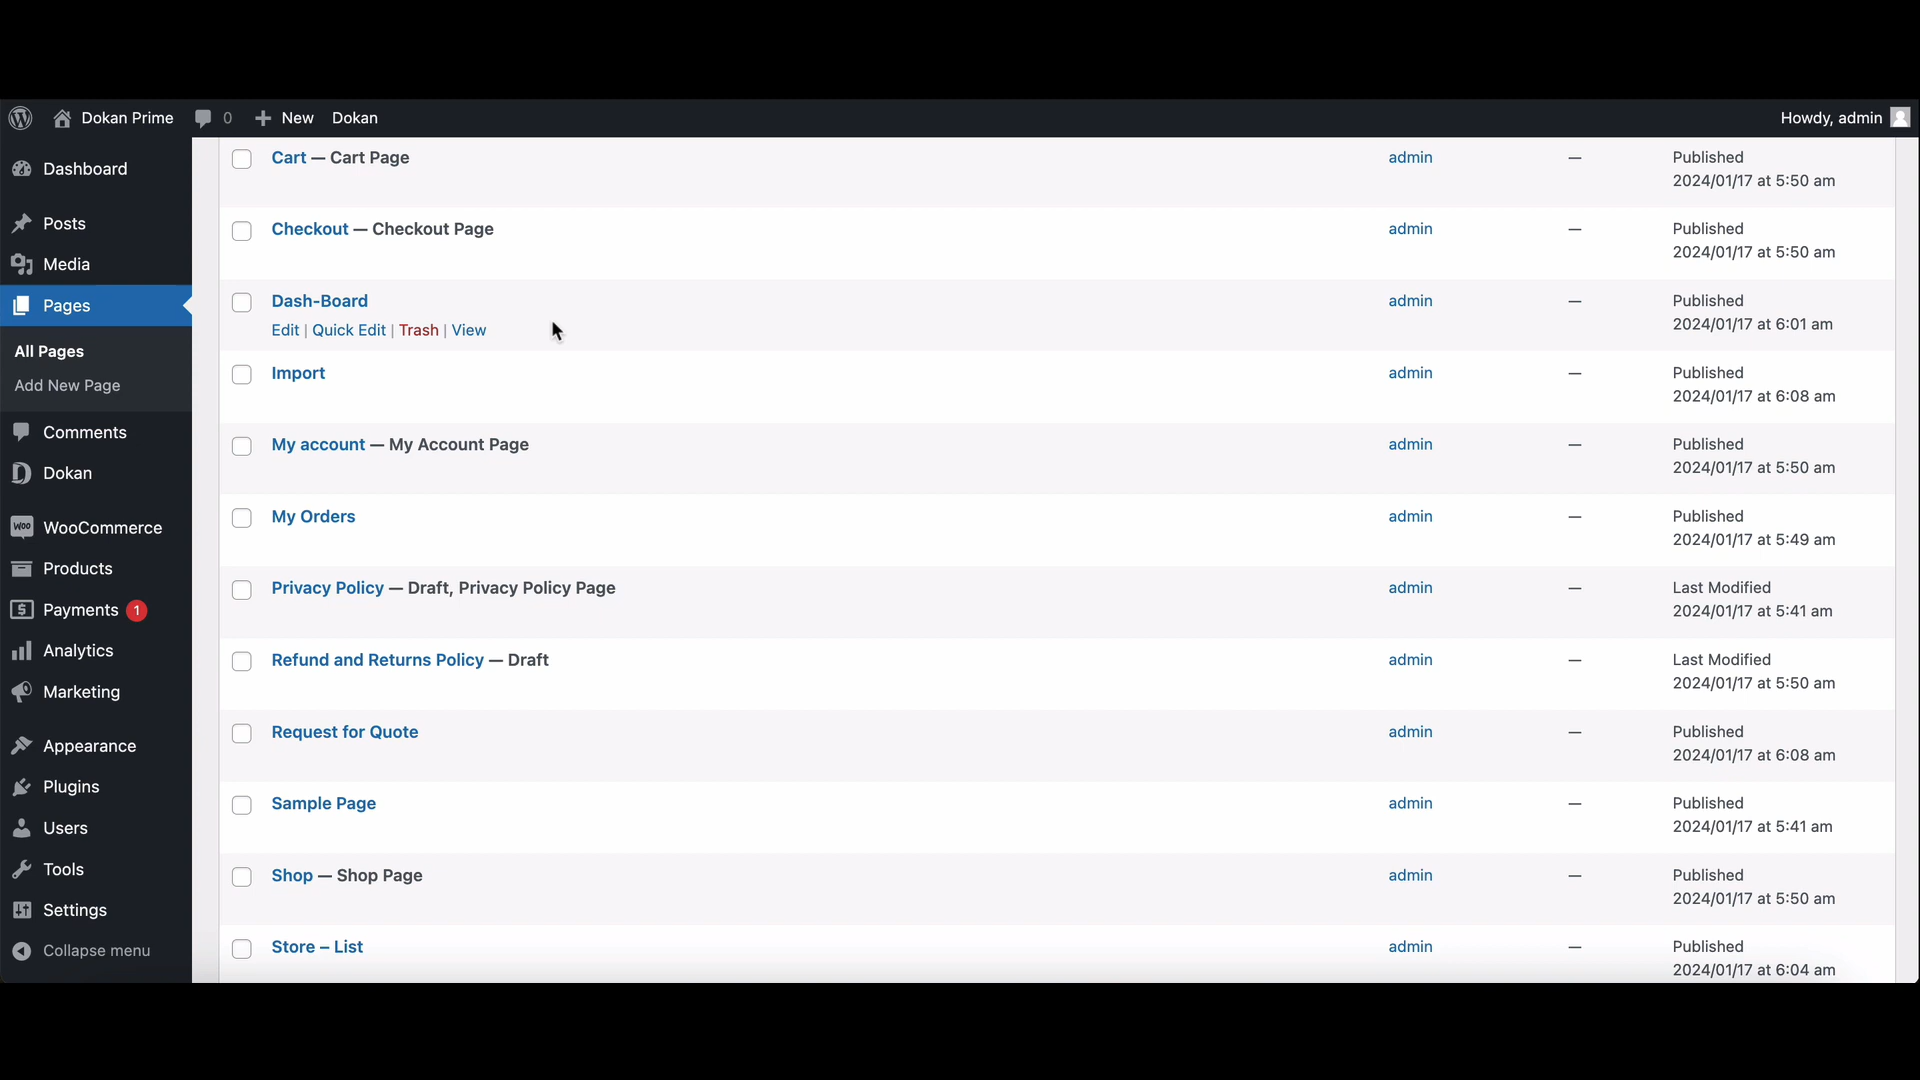 Dokan Prime 0 New Dokan Howdy, admin
Dashboard
Posts
Media
Pages
All Pages
Add New Page
Comments
Dokan
WooCommerce
Products
Payments 1
Analytics
Marketing
Appearance
Plugins
Users
Tools
Settings
Collapse menu
Cart — Cart Page admin — Published
2024/01/17 at 5:50 am
Checkout — Checkout Page admin — Published
2024/01/17 at 5:50 am
Dash-Board admin — Published
Edit | Quick Edit | Trash | View 2024/01/17 at 6:01 am
Import admin — Published
2024/01/17 at 6:08 am
My account — My Account Page admin — Published
2024/01/17 at 5:50 am
My Orders admin — Published
2024/01/17 at 5:49 am
Privacy Policy — Draft, Privacy Policy Page admin — Last Modified
2024/01/17 at 5:41 am
Refund and Returns Policy — Draft admin — Last Modified
2024/01/17 at 5:50 am
Request for Quote admin — Published
2024/01/17 at 6:08 am
Sample Page admin — Published
2024/01/17 at 5:41 am
Shop — Shop Page admin — Published
2024/01/17 at 5:50 am
Store – List admin — Published
2024/01/17 at 6:04 am